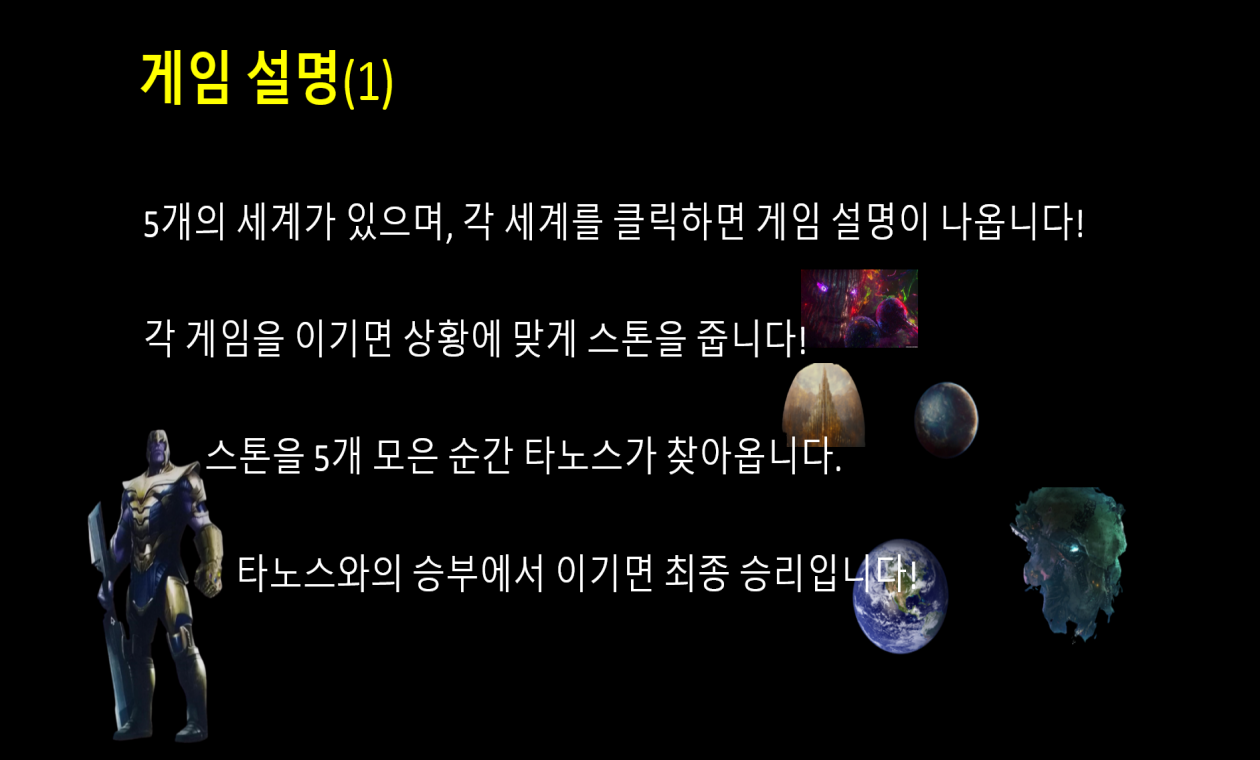 게임 설명(1)
5개의 세계가 있으며, 각 세계를 클릭하면 게임 설명이 나옵니다!
각 게임을 이기면 상황에 맞게 스톤을 줍니다!
스톤을 5개 모은 순간 타노스가 찾아옵니다.
타노스와의 승부에서 이기면 최종 승리입니다!